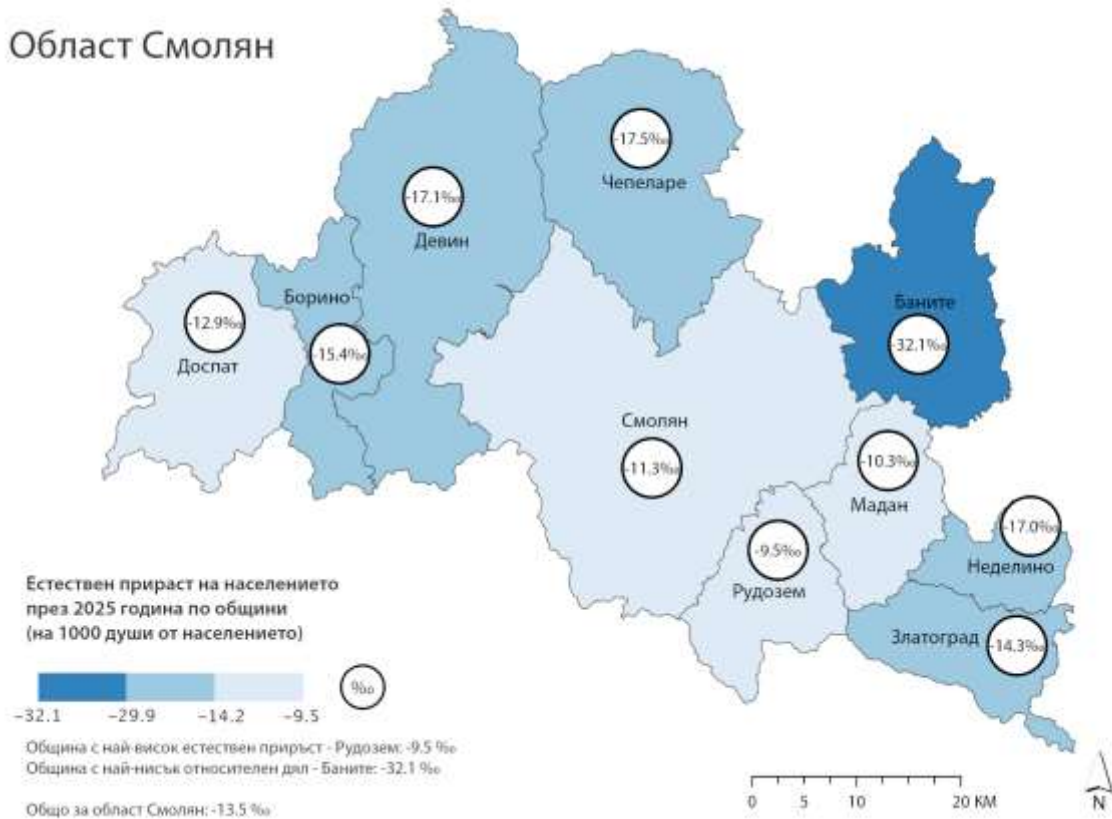 Област Смолян
-17.5‰
Чепеларе
-17.1‰
Девин
Баните
-32.1‰
Борино
-15.4‰
-12.9‰
Доспат
Смолян
-11.3‰
-10.3‰
Мадан
-17.0‰
Неделино
-9.5‰
Рудозем
Златоград
-14.3‰
Естествен прираст на населението
през 2025 година по общини
(на 1000 души от населението)
‰
−32.1 −29.9 −14.2 −9.5
Община с най-висок естествен приръст - Рудозем: -9.5 ‰
Община с най-нисък относителен дял - Баните: -32.1 ‰
Общо за област Смолян: -13.5 ‰
0 5 10 20 КМ
N